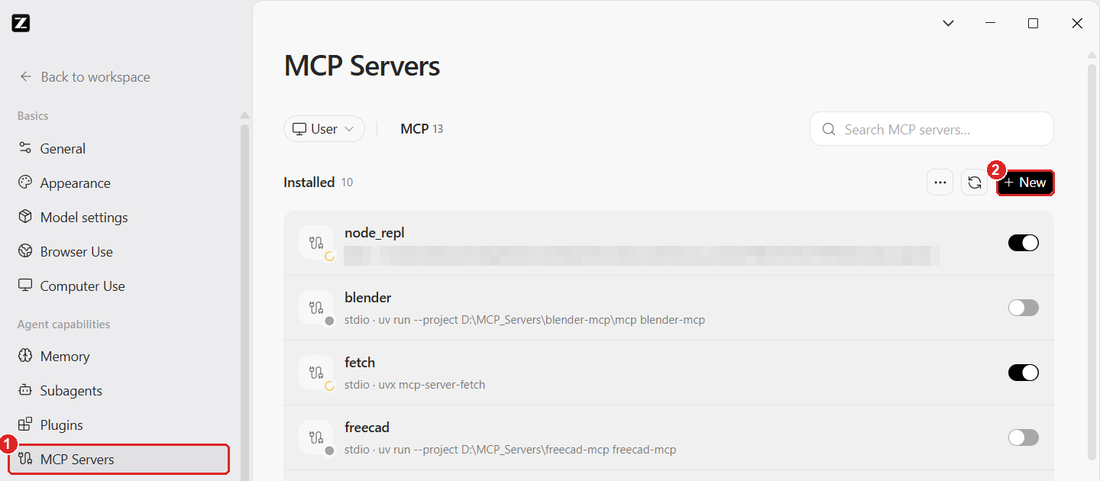 Z
Back to workspace
Basics
General
Appearance
Model settings
Browser Use
Computer Use
Agent capabilities
Memory
Subagents
Plugins
1
MCP Servers
MCP Servers
User
MCP 13
Search MCP servers...
Installed 10
...
2
+ New
node_repl
blender
stdio · uv run --project D:\MCP_Servers\blender-mcp\mcp blender-mcp
fetch
stdio · uvx mcp-server-fetch
freecad
stdio · uv run --project D:\MCP_Servers\freecad-mcp freecad-mcp